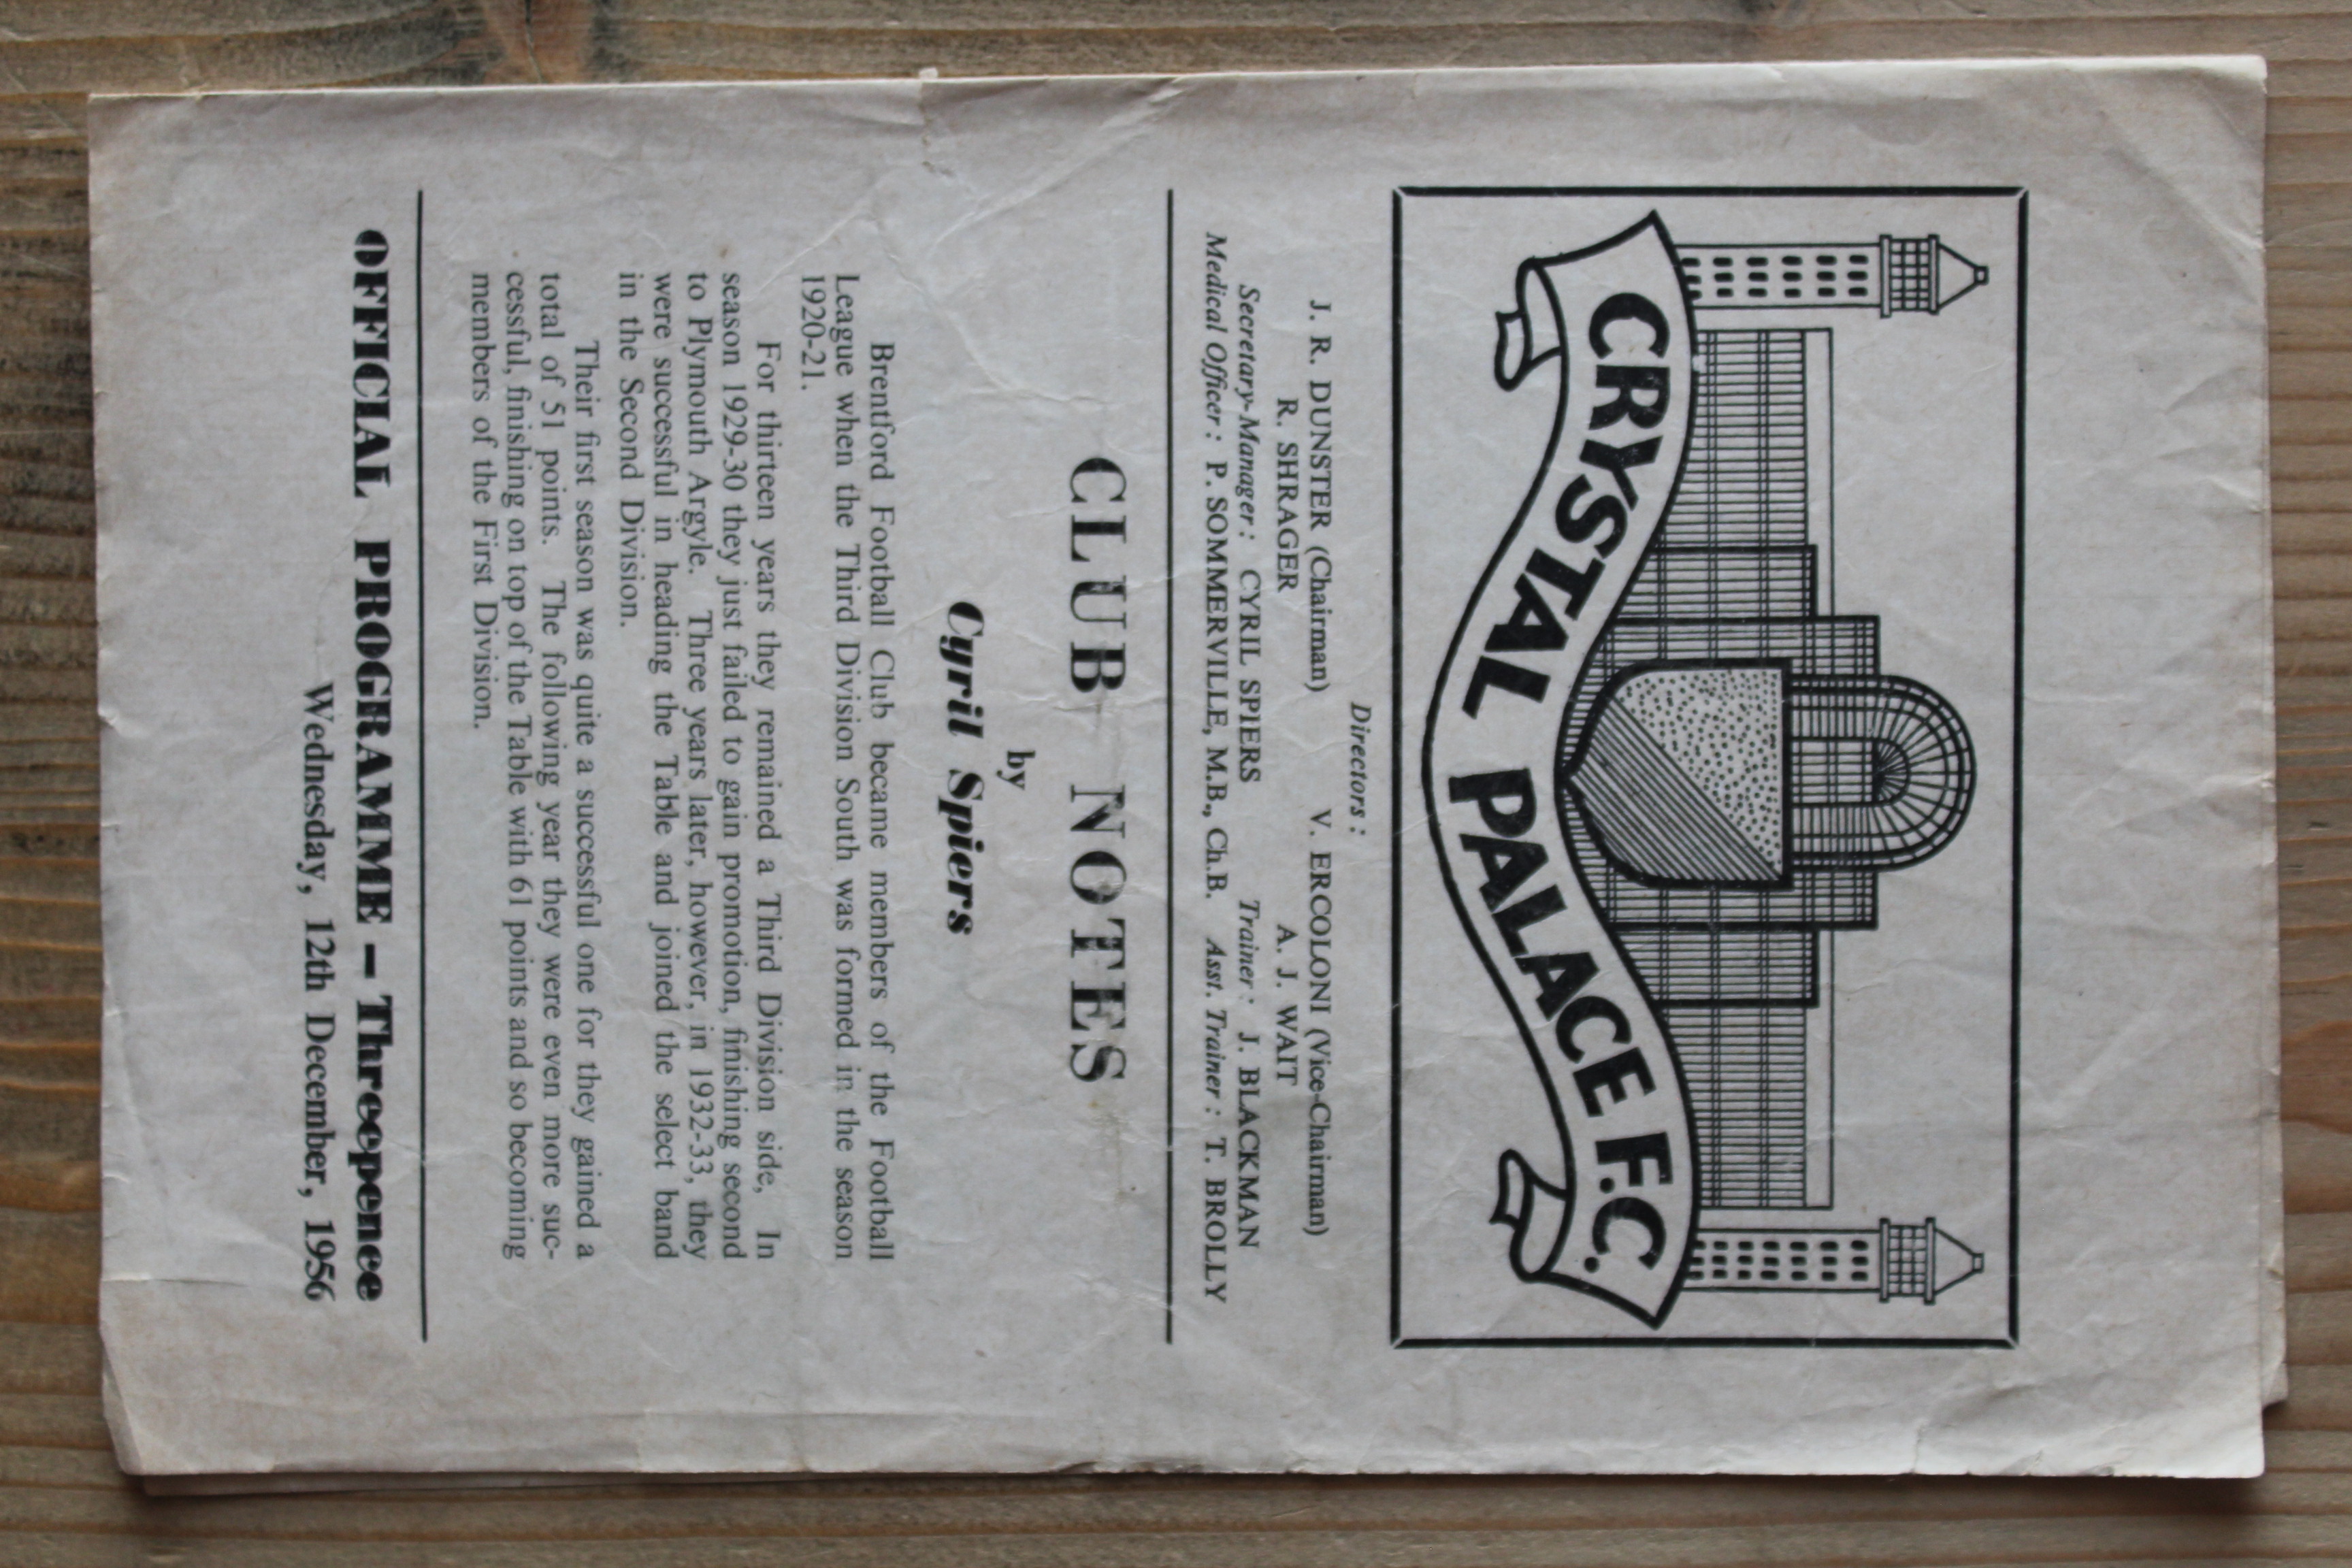 CRYSTAL PALACE F.C.
Directors :
J. R. DUNSTER (Chairman) V. ERCOLONI (Vice-Chairman)
R. SHRAGER A. J. WAIT
Secretary-Manager : CYRIL SPIERS Trainer : J. BLACKMAN
Medical Officer : P. SOMMERVILLE, M.B., Ch.B. Asst. Trainer : T. BROLLY
CLUB NOTES
by
Cyril Spiers
Brentford Football Club became members of the Football
League when the Third Division South was formed in the season
1920-21.
For thirteen years they remained a Third Division side, In
season 1929-30 they just failed to gain promotion, finishing second
to Plymouth Argyle. Three years later, however, in 1932-33, they
were successful in heading the Table and joined the select band
in the Second Division.
Their first season was quite a successful one for they gained a
total of 51 points. The following year they were even more suc-
cessful, finishing on top of the Table with 61 points and so becoming
members of the First Division.
OFFICIAL PROGRAMME – Threepence
Wednesday, 12th December, 1956